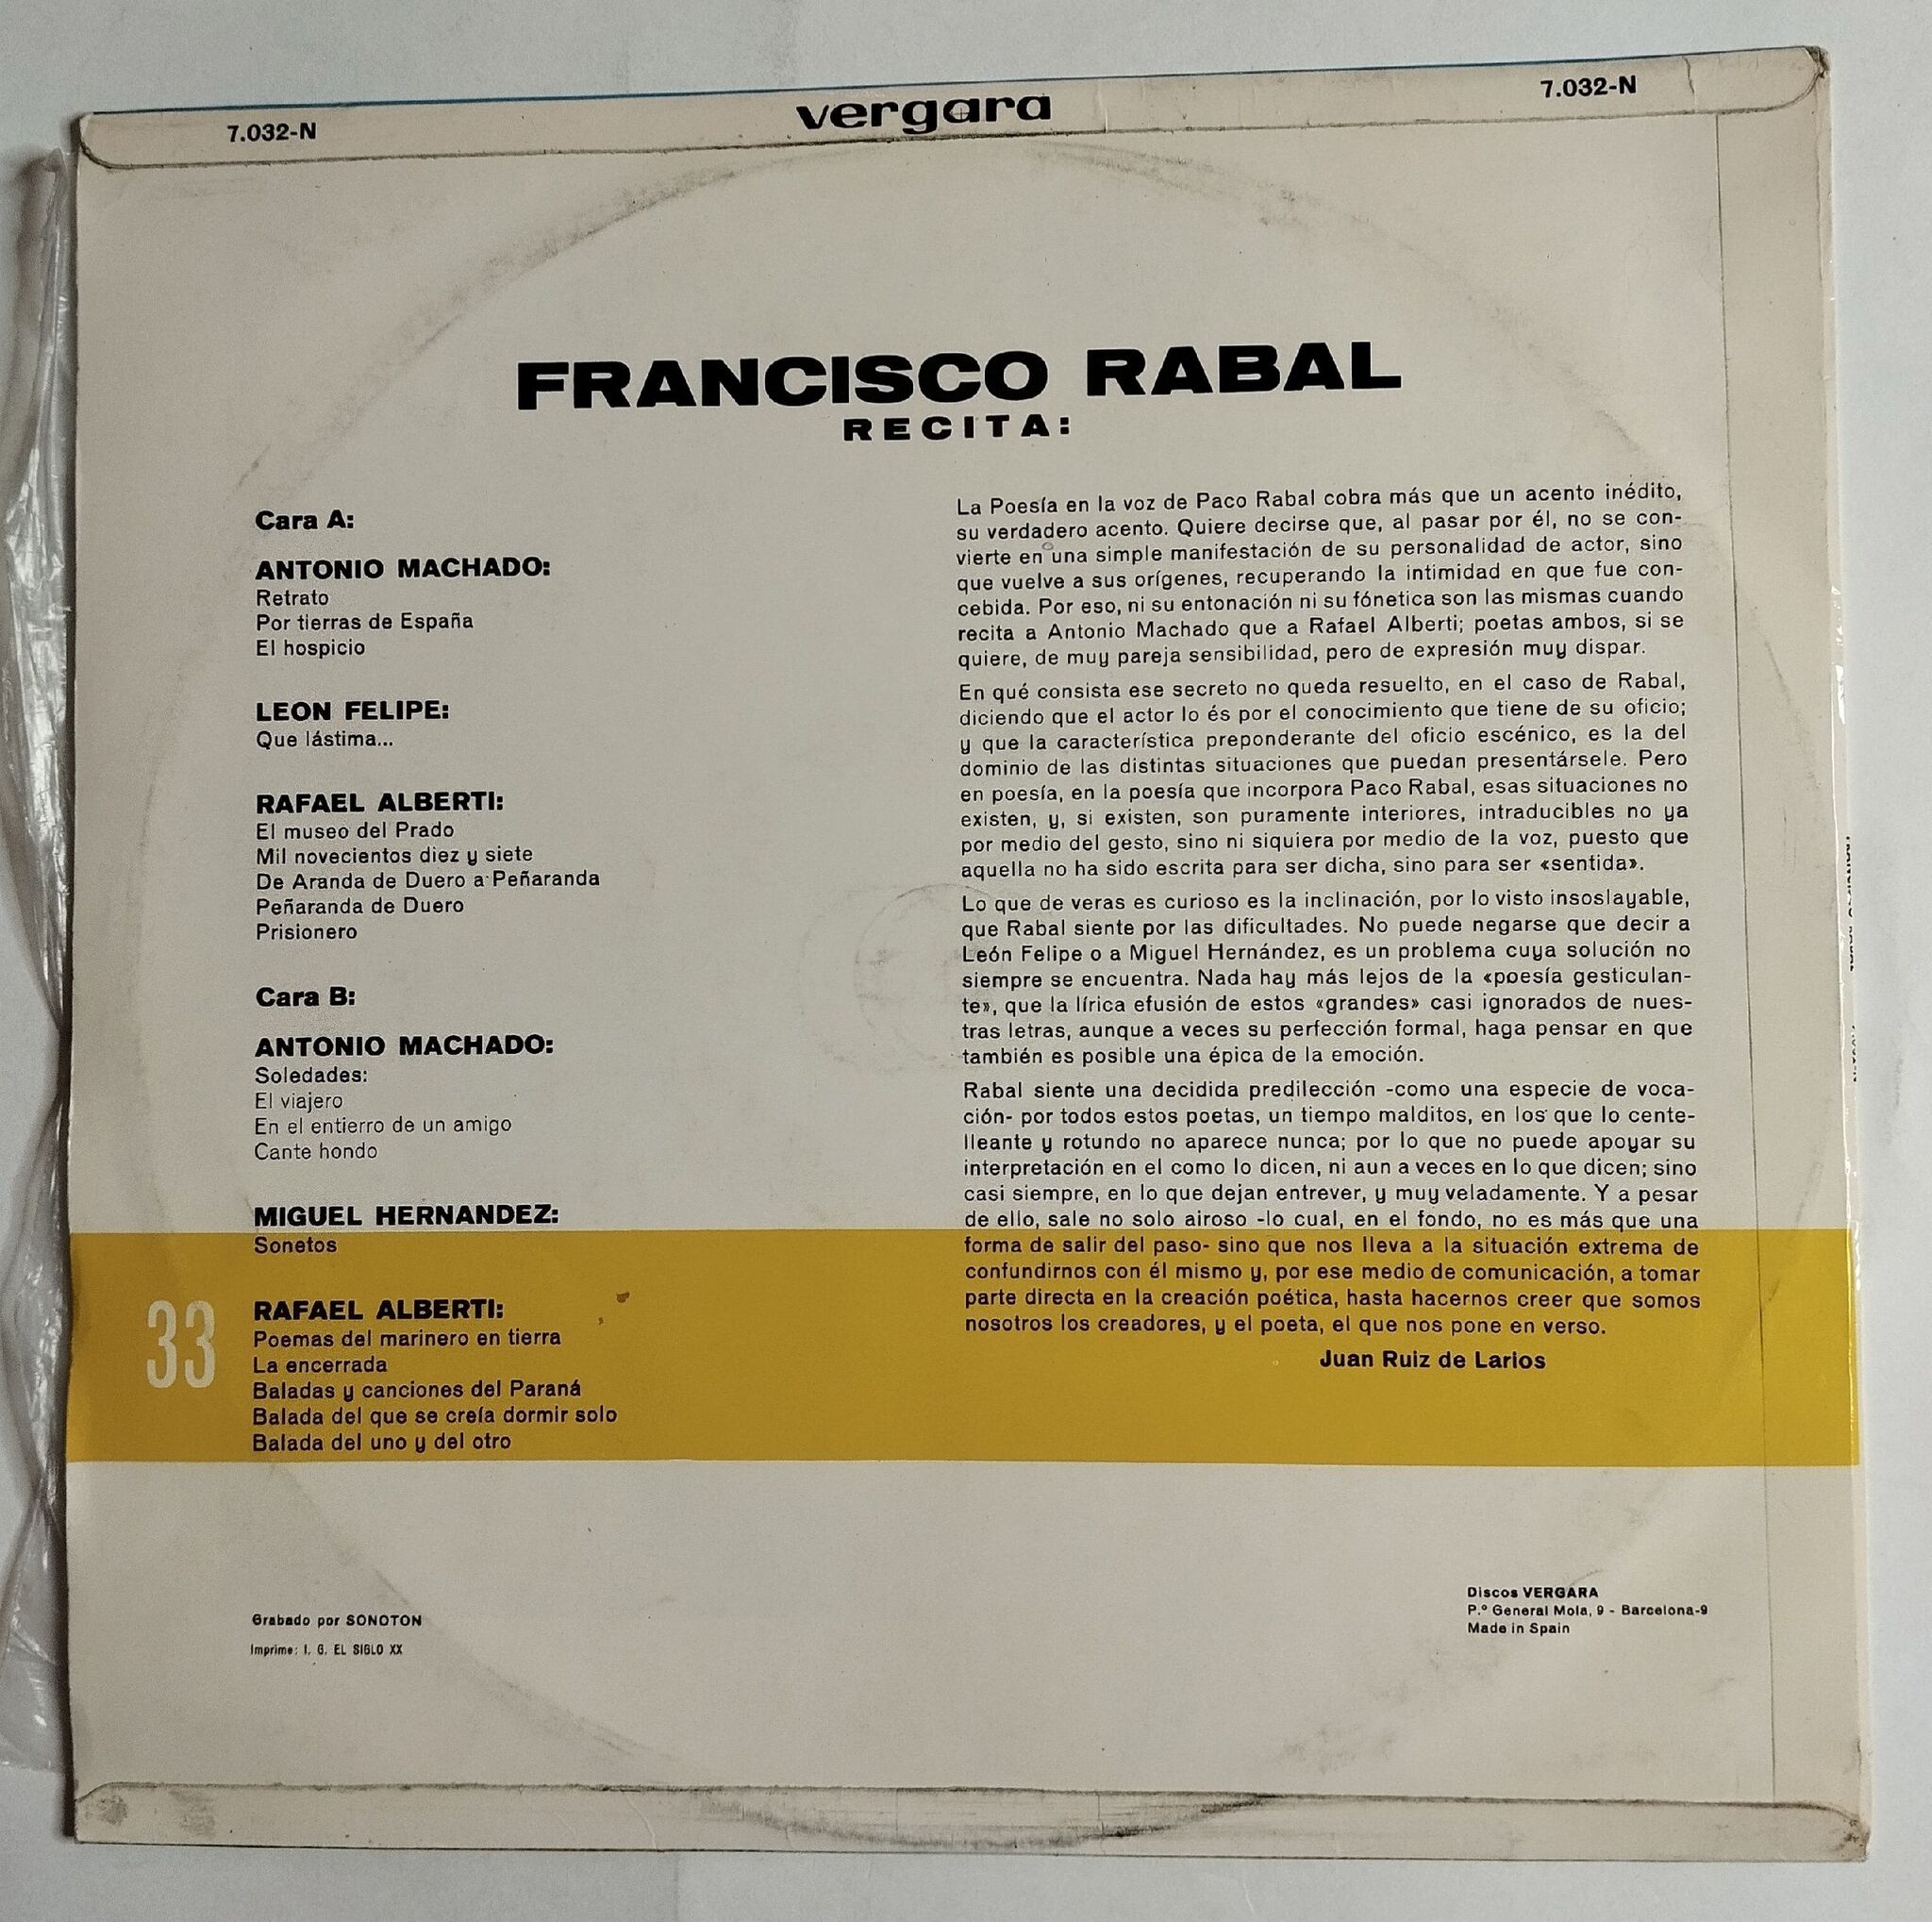 7.032-N
vergara
7.032-N
FRANCISCO RABAL
RECITA:
Cara A:
ANTONIO MACHADO:
Retrato
Por tierras de España
El hospicio
LEON FELIPE:
Que lástima...
RAFAEL ALBERTI:
El museo del Prado
Mil novecientos diez y siete
De Aranda de Duero a Peñaranda
Peñaranda de Duero
Prisionero
Cara B:
ANTONIO MACHADO:
Soledades:
El viajero
En el entierro de un amigo
Cante hondo
MIGUEL HERNANDEZ:
Sonetos
33
RAFAEL ALBERTI:
Poemas del marinero en tierra
La encerrada
Baladas y canciones del Paraná
Balada del que se creía dormir solo
Balada del uno y del otro
La Poesía en la voz de Paco Rabal cobra más que un acento inédito,
su verdadero acento. Quiere decirse que, al pasar por él, no se con-
vierte en una simple manifestación de su personalidad de actor, sino
que vuelve a sus orígenes, recuperando la intimidad en que fue con-
cebida. Por eso, ni su entonación ni su fónetica son las mismas cuando
recita a Antonio Machado que a Rafael Alberti; poetas ambos, si se
quiere, de muy pareja sensibilidad, pero de expresión muy dispar.
En qué consista ese secreto no queda resuelto, en el caso de Rabal,
diciendo que el actor lo és por el conocimiento que tiene de su oficio;
y que la característica preponderante del oficio escénico, es la del
dominio de las distintas situaciones que puedan presentársele. Pero
en poesía, en la poesía que incorpora Paco Rabal, esas situaciones no
existen, y, si existen, son puramente interiores, intraducibles no ya
por medio del gesto, sino ni siquiera por medio de la voz, puesto que
aquella no ha sido escrita para ser dicha, sino para ser «sentida».
Lo que de veras es curioso es la inclinación, por lo visto insoslayable,
que Rabal siente por las dificultades. No puede negarse que decir a
León Felipe o a Miguel Hernández, es un problema cuya solución no
siempre se encuentra. Nada hay más lejos de la «poesía gesticulan-
te», que la lírica efusión de estos «grandes» casi ignorados de nues-
tras letras, aunque a veces su perfección formal, haga pensar en que
también es posible una épica de la emoción.
Rabal siente una decidida predilección -como una especie de voca-
ción- por todos estos poetas, un tiempo malditos, en los que lo cente-
lleante y rotundo no aparece nunca; por lo que no puede apoyar su
interpretación en el como lo dicen, ni aun a veces en lo que dicen; sino
casi siempre, en lo que dejan entrever, y muy veladamente. Y a pesar
de ello, sale no solo airoso -lo cual, en el fondo, no es más que una
forma de salir del paso- sino que nos lleva a la situación extrema de
confundirnos con él mismo y, por ese medio de comunicación, a tomar
parte directa en la creación poética, hasta hacernos creer que somos
nosotros los creadores, y el poeta, el que nos pone en verso.
Juan Ruiz de Larios
Grabado por SONOTON
Imprime: I. G. EL SIGLO XX
Discos VERGARA
P.º General Mola, 9 - Barcelona-9
Made in Spain